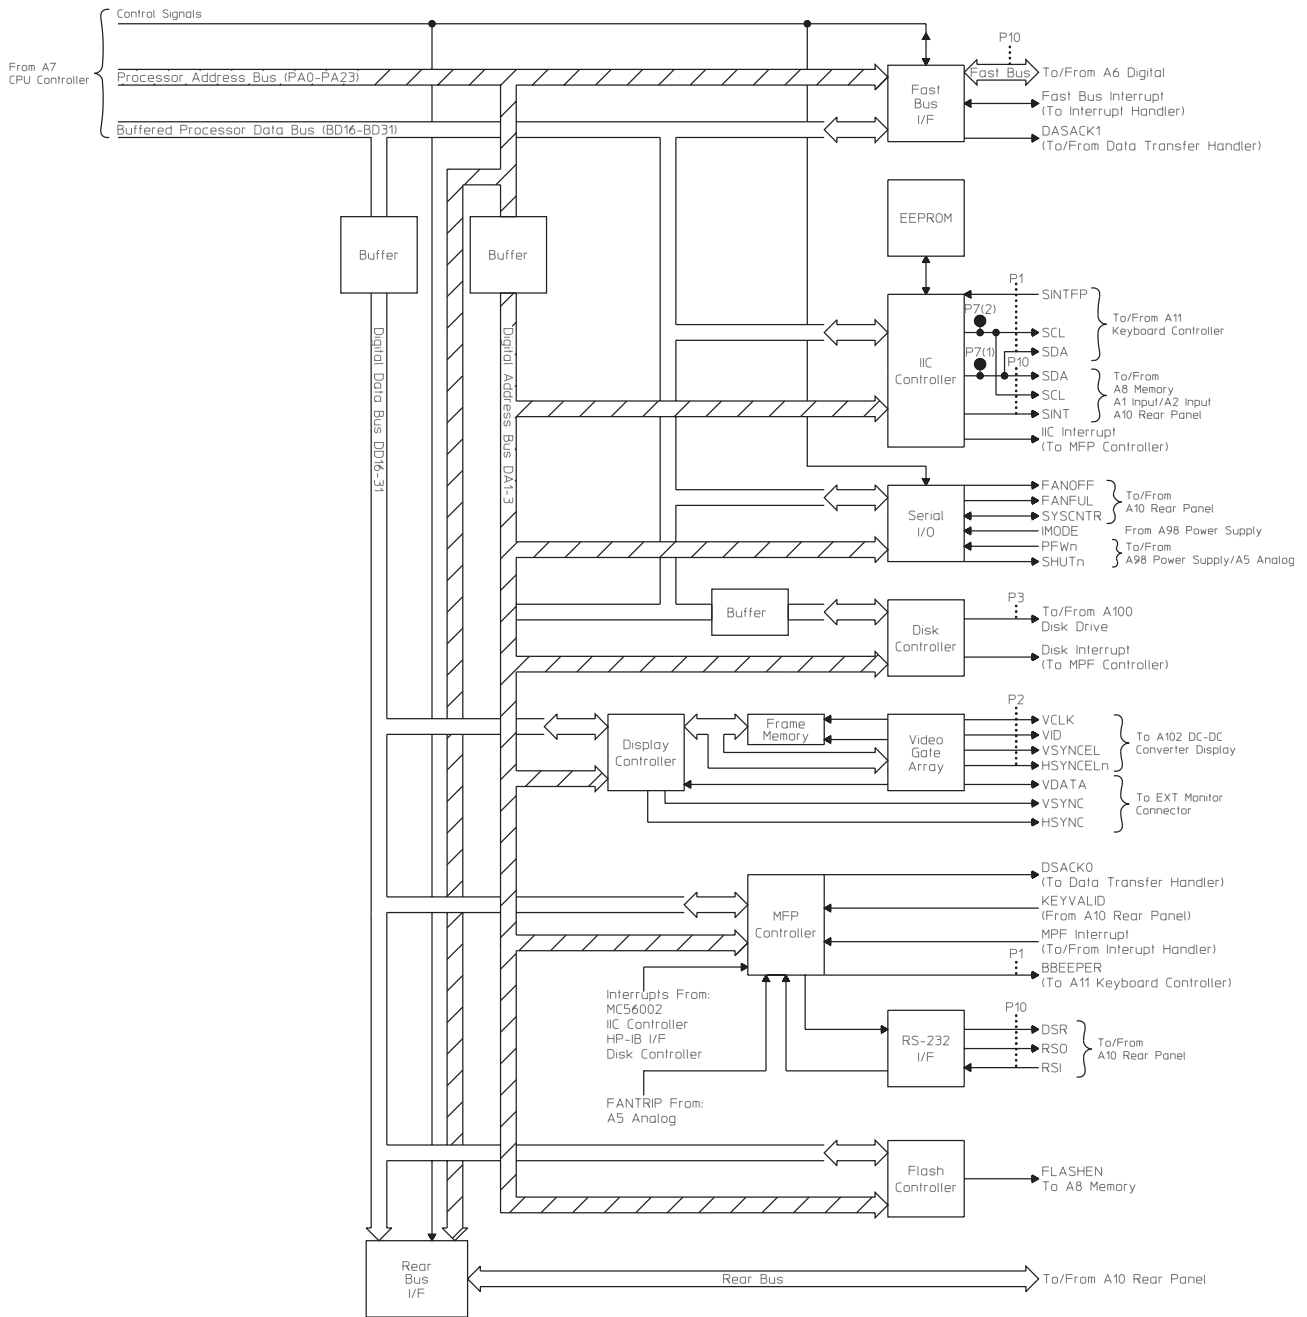 Control Signals
From A7
CPU Controller
Processor Address Bus (PA0-PA23)
Buffered Processor Data Bus (BD16-BD31)
P10
Fast Bus
To/From A6 Digital
Fast
Bus
I/F
Fast Bus Interrupt
(To Interrupt Handler)
DASACK1
(To/From Data Transfer Handler)
EEPROM
Buffer
Buffer
Digital Data Bus DD16-31
Digital Address Bus DA1-3
IIC
Controller
P7(2)
P7(1)
P1
SINTFP
SCL
SDA
To/From A11
Keyboard Controller
P10
SDA
SCL
SINT
To/From
A8 Memory
A1 Input/A2 Input
A10 Rear Panel
IIC Interrupt
(To MFP Controller)
Serial
I/O
FANOFF
FANFUL
SYSCNTR
To/From
A10 Rear Panel
IMODE
From A98 Power Supply
PFWn
SHUTn
To/From
A98 Power Supply/A5 Analog
Buffer
Disk
Controller
P3
To/From A100
Disk Drive
Disk Interrupt
(To MPF Controller)
Display
Controller
Frame
Memory
Video
Gate
Array
P2
VCLK
VID
VSYNCEL
HSYNCELn
To A102 DC-DC
Converter Display
VDATA
VSYNC
HSYNC
To EXT Monitor
Connector
MFP
Controller
DSACK0
(To Data Transfer Handler)
KEYVALID
(From A10 Rear Panel)
MPF Interrupt
(To/From Interupt Handler)
P1
BBEEPER
(To A11 Keyboard Controller)
Interrupts From:
MC56002
IIC Controller
HP-IB I/F
Disk Controller
FANTRIP From:
A5 Analog
RS-232
I/F
P10
DSR
RSO
RSI
To/From
A10 Rear Panel
Flash
Controller
FLASHEN
To A8 Memory
Rear
Bus
I/F
Rear Bus
To/From A10 Rear Panel